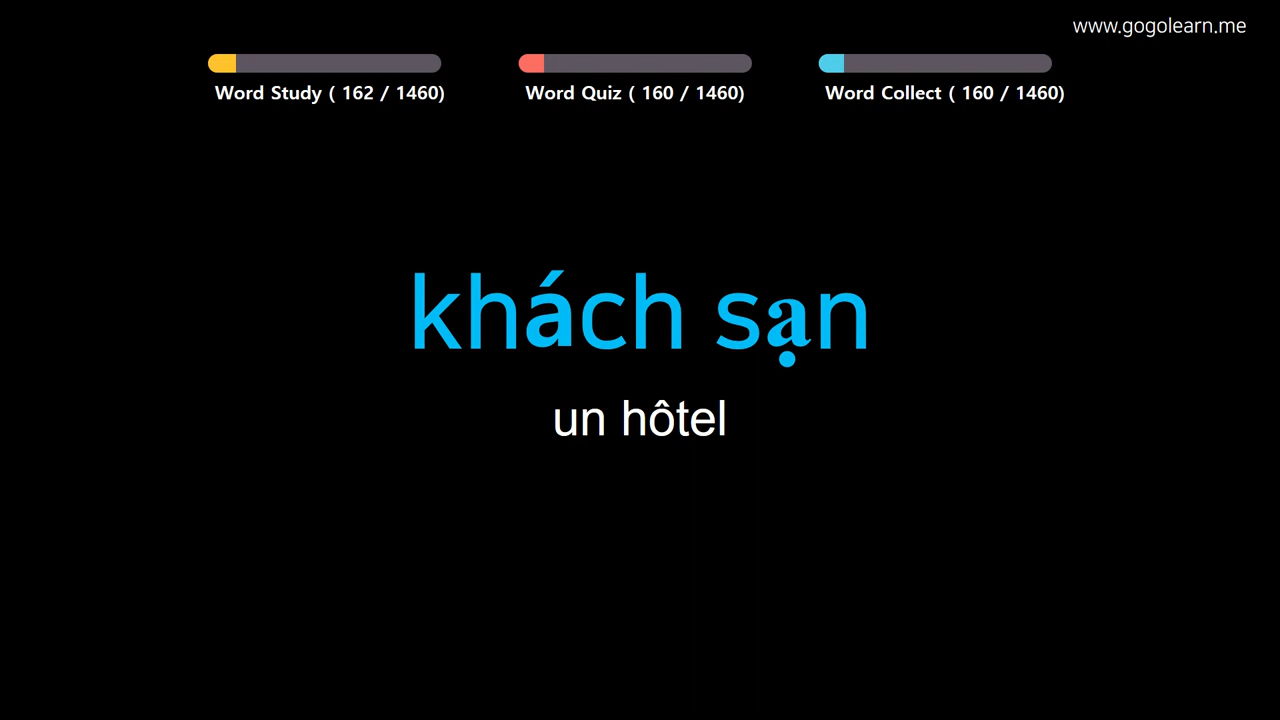 www.gogolearn.me
Word Study ( 162 / 1460)
Word Quiz ( 160 / 1460)
Word Collect ( 160 / 1460)
khách sạn
un hôtel